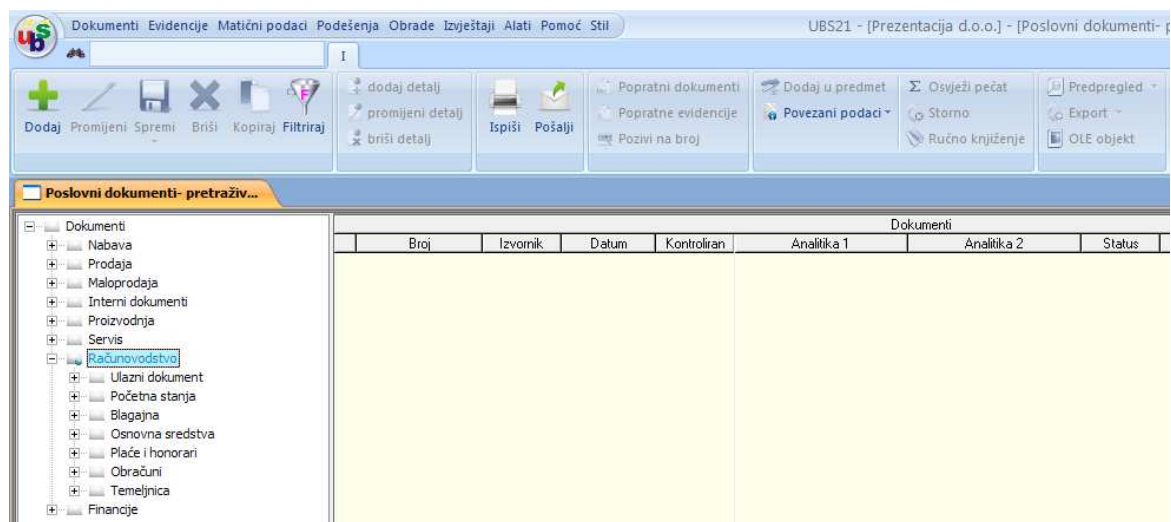 Dokumenti Evidencije Matični podaci Podešenja Obrade Izvještaji Alati Pomoć Stil
UBS21 - [Prezentacija d.o.o.] - [Poslovni dokumenti- p
ubs
I
Dodaj Promijeni Spremi Briši Kopiraj Filtriraj
dodaj detalj
promijeni detalj
briši detalj
Ispiši Pošalji
Popratni dokumenti
Popratne evidencije
Pozivi na broj
Dodaj u predmet
Povezani podaci
Osvježi pečat
Storno
Ručno knjiženje
Predpregled
Export
OLE objekt
Poslovni dokumenti- pretraživ...
Dokumenti
Nabava
Prodaja
Maloprodaja
Interni dokumenti
Proizvodnja
Servis
Računovodstvo
Ulazni dokument
Početna stanja
Blagajna
Osnovna sredstva
Plaće i honorari
Obračuni
Temeljnica
Financije
Dokumenti
Broj Izvornik Datum Kontroliran Analitika 1 Analitika 2 Status